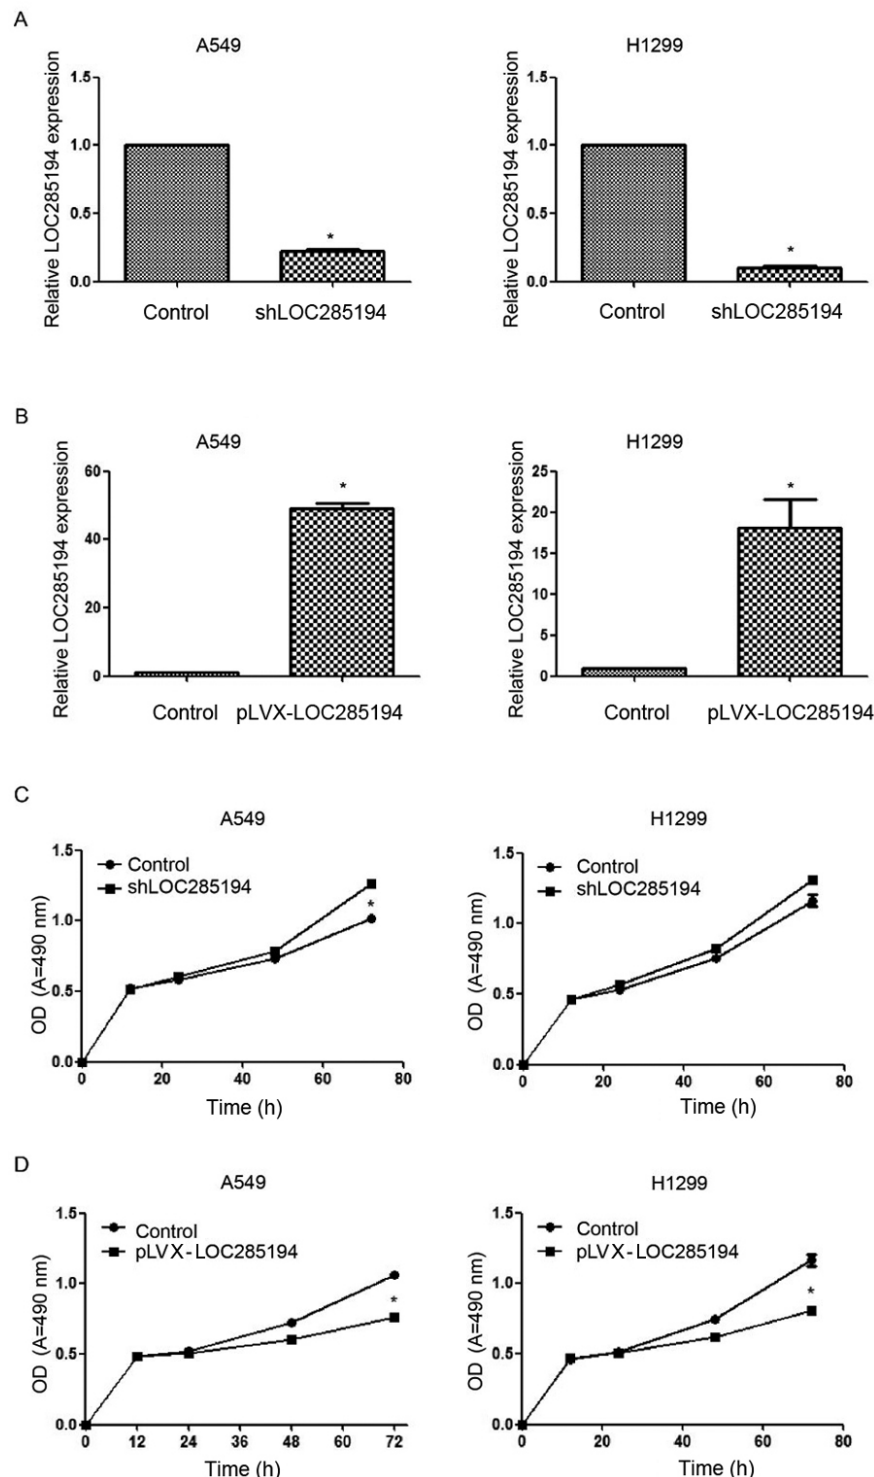 A
A549
H1299
Relative LOC285194 expression
1.5
1.0
0.5
0.0
*
Control
shLOC285194
Relative LOC285194 expression
1.5
1.0
0.5
0.0
*
Control
shLOC285194
B
A549
H1299
Relative LOC285194 expression
60
40
20
0
*
Control
pLVX-LOC285194
Relative LOC285194 expression
25
20
15
10
5
0
*
Control
pLVX-LOC285194
C
A549
H1299
OD (A=490 nm)
1.5
1.0
0.5
0.0
Control
shLOC285194
*
0 20 40 60 80
Time (h)
OD (A=490 nm)
1.5
1.0
0.5
0.0
Control
shLOC285194
0 20 40 60 80
Time (h)
D
A549
H1299
OD (A=490 nm)
1.5
1.0
0.5
0.0
Control
pLVX-LOC285194
*
0 12 24 36 48 60 72
Time (h)
OD (A=490 nm)
1.5
1.0
0.5
0.0
Control
pLVX-LOC285194
*
0 20 40 60 80
Time (h)